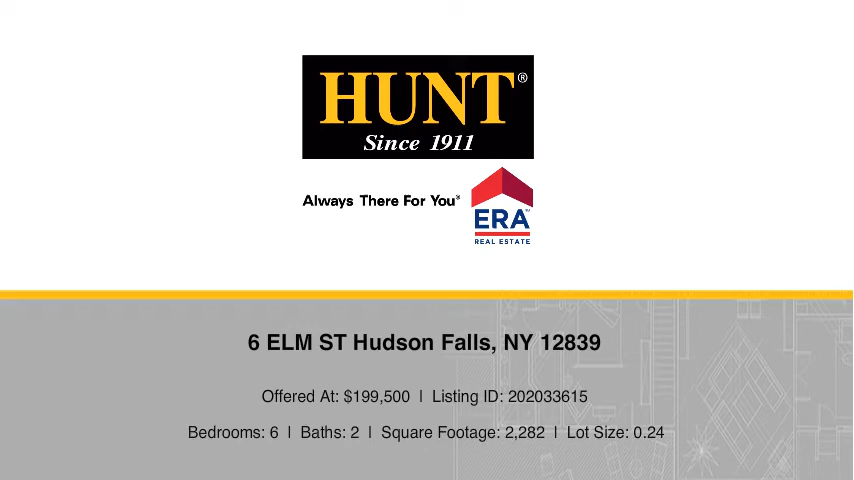 HUNT®
Since 1911
Always There For You®
ERA™
REAL ESTATE
6 ELM ST Hudson Falls, NY 12839
Offered At: $199,500 | Listing ID: 202033615
Bedrooms: 6 | Baths: 2 | Square Footage: 2,282 | Lot Size: 0.24